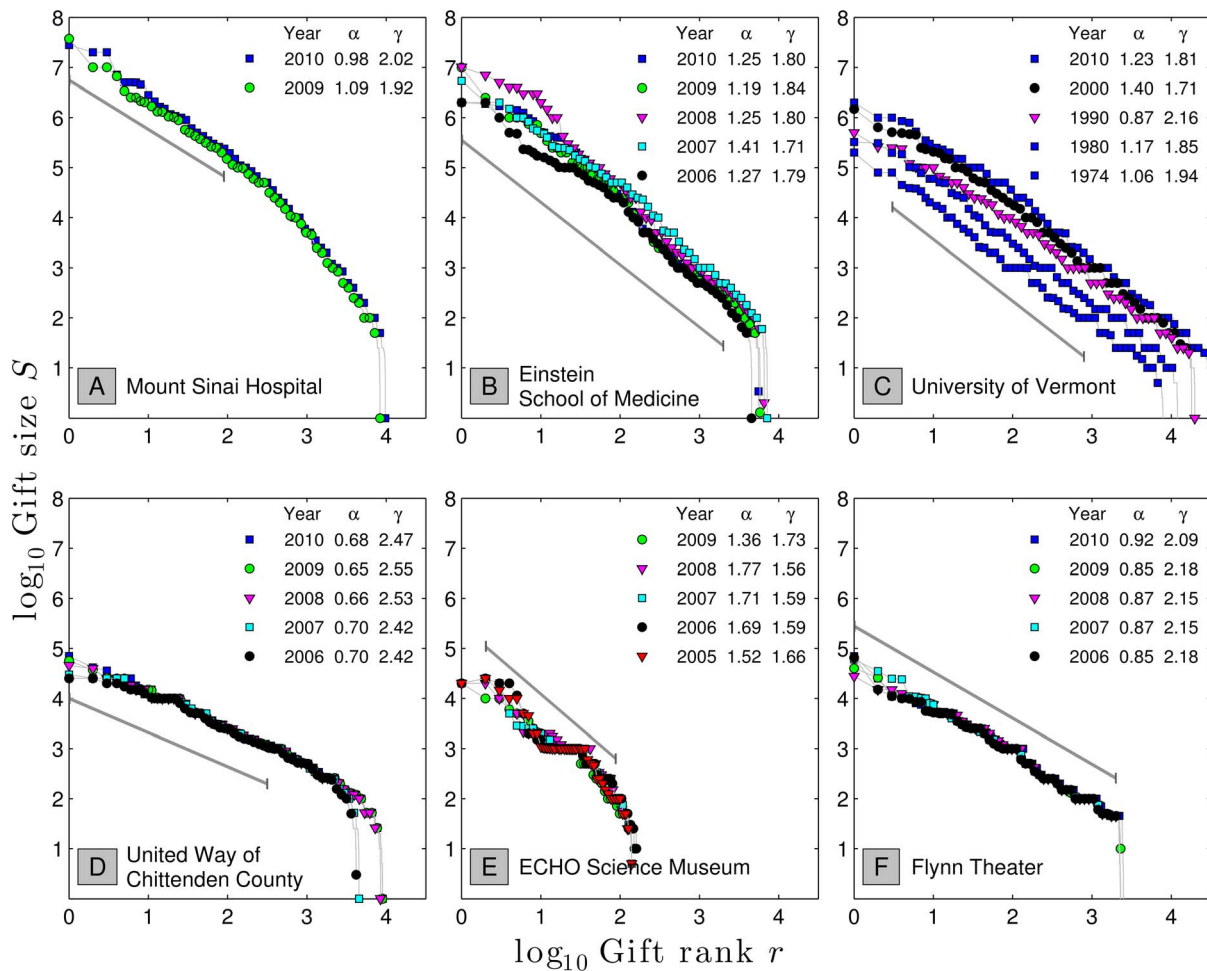 log₁₀ Gift size S
Year α γ
2010 0.98 2.02
2009 1.09 1.92
8
7
6
5
4
3
2
1
0 1 2 3 4
A Mount Sinai Hospital
Year α γ
2010 1.25 1.80
2009 1.19 1.84
2008 1.25 1.80
2007 1.41 1.71
2006 1.27 1.79
8
7
6
5
4
3
2
1
0 1 2 3 4
B Einstein
School of Medicine
Year α γ
2010 1.23 1.81
2000 1.40 1.71
1990 0.87 2.16
1980 1.17 1.85
1974 1.06 1.94
8
7
6
5
4
3
2
1
0 1 2 3 4
C University of Vermont
Year α γ
2010 0.68 2.47
2009 0.65 2.55
2008 0.66 2.53
2007 0.70 2.42
2006 0.70 2.42
8
7
6
5
4
3
2
1
0 1 2 3 4
D United Way of
Chittenden County
Year α γ
2009 1.36 1.73
2008 1.77 1.56
2007 1.71 1.59
2006 1.69 1.59
2005 1.52 1.66
8
7
6
5
4
3
2
1
0 1 2 3 4
E ECHO Science Museum
Year α γ
2010 0.92 2.09
2009 0.85 2.18
2008 0.87 2.15
2007 0.87 2.15
2006 0.85 2.18
8
7
6
5
4
3
2
1
0 1 2 3 4
F Flynn Theater
log₁₀ Gift rank r